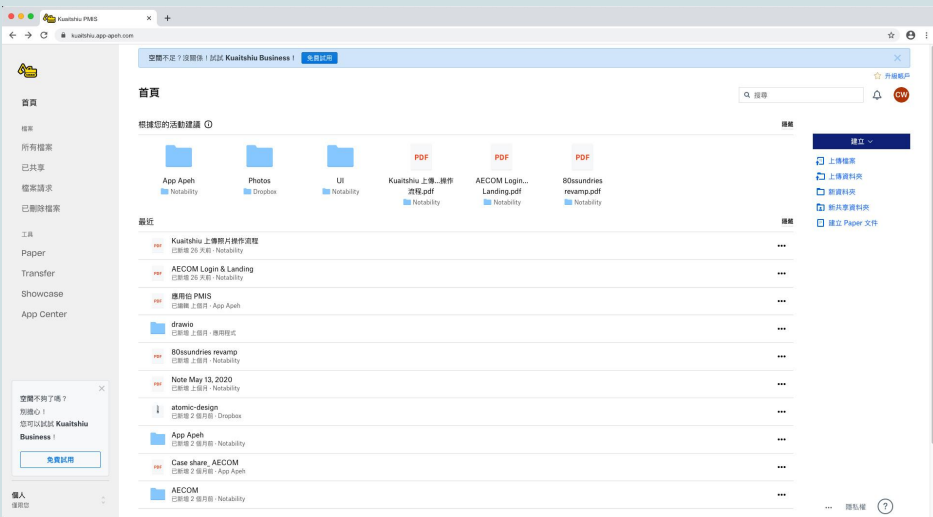 Kuaitshiu PMIS
kuaitshiu.app-apeh.com
空間不足？沒關係！試試 Kuaitshiu Business！ 免費試用
升級帳戶
首頁
搜尋
CW
首頁
檔案
所有檔案
已共享
檔案請求
已刪除檔案
工具
Paper
Transfer
Showcase
App Center
空間不夠了嗎？
別擔心！
您可以試試 Kuaitshiu
Business！
免費試用
個人
僅限您
根據您的活動建議
隱藏
App Apeh
Notability
Photos
Dropbox
UI
Notability
PDF
Kuaitshiu 上傳...操作
流程.pdf
Notability
PDF
AECOM Login...
Landing.pdf
Notability
PDF
80ssundries
revamp.pdf
Notability
最近
隱藏
PDF
Kuaitshiu 上傳照片操作流程
已新增 26 天前 · Notability
PDF
AECOM Login & Landing
已新增 26 天前 · Notability
PDF
應用伯 PMIS
已編輯 上個月 · App Apeh
drawio
已新增 上個月 · 應用程式
PDF
80ssundries revamp
已新增 上個月 · Notability
PDF
Note May 13, 2020
已新增 上個月 · Notability
atomic-design
已新增 2 個月前 · Dropbox
App Apeh
已新增 2 個月前 · Notability
PDF
Case share_ AECOM
已新增 2 個月前 · App Apeh
AECOM
已新增 2 個月前 · Notability
建立
上傳檔案
上傳資料夾
新資料夾
新共享資料夾
建立 Paper 文件
隱私權
?